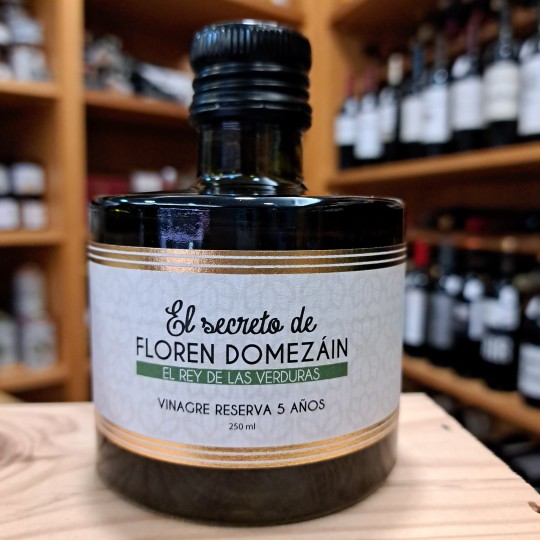 El secreto de
FLOREN DOMEZÁIN
EL REY DE LAS VERDURAS
VINAGRE RESERVA 5 AÑOS
250 ml